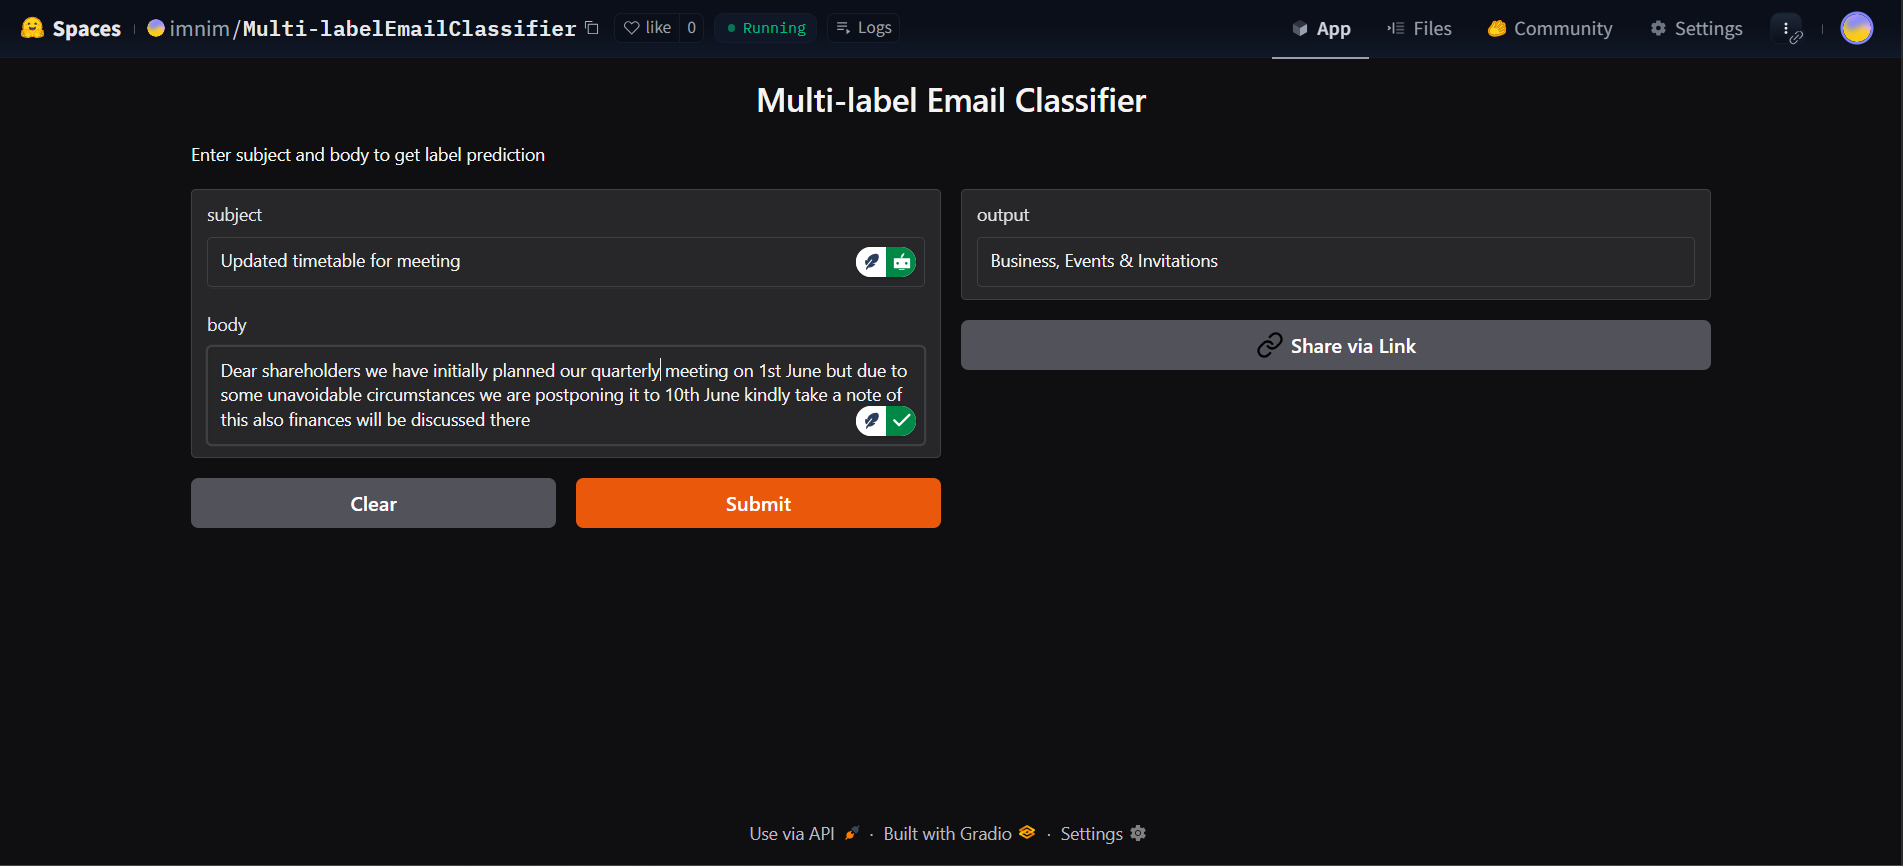 Spaces imnim/Multi-labelEmailClassifier like 0 Running Logs App Files Community Settings
Multi-label Email Classifier
Enter subject and body to get label prediction
subject
Updated timetable for meeting
body
Dear shareholders we have initially planned our quarterly meeting on 1st June but due to
some unavoidable circumstances we are postponing it to 10th June kindly take a note of
this also finances will be discussed there
Clear Submit
output
Business, Events & Invitations
Share via Link
Use via API · Built with Gradio · Settings